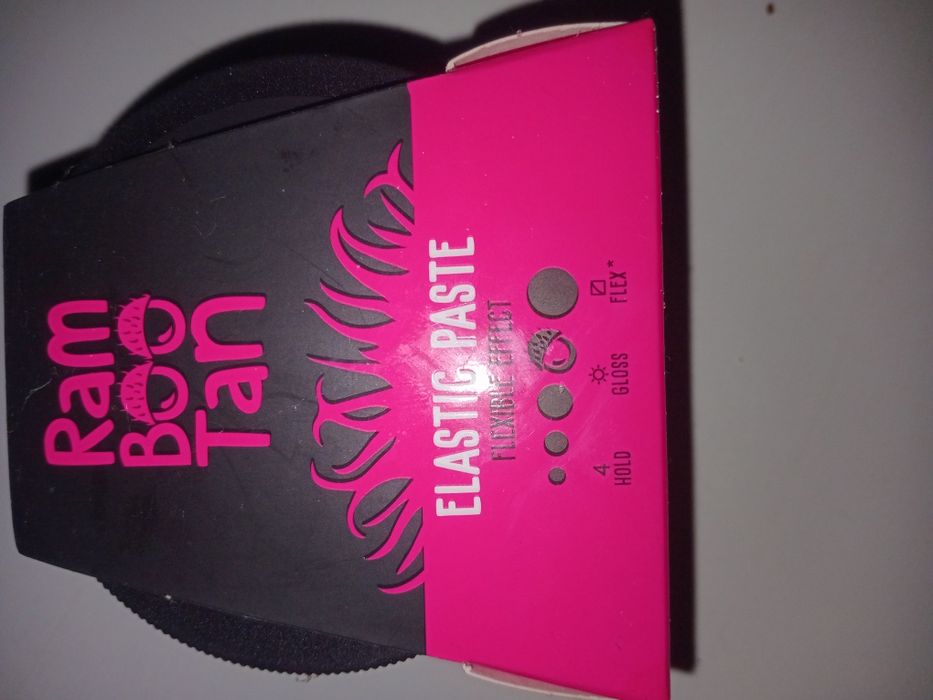 Ram
Boo
Tan
ELASTIC PASTE
FLEXIBLE EFFECT
4
HOLD
GLOSS
FLEX*